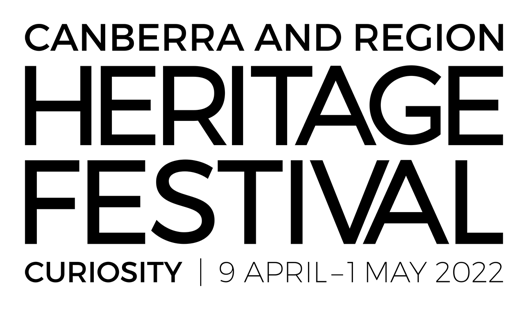 CANBERRA AND REGION
HERITAGE
FESTIVAL
CURIOSITY | 9 APRIL–1 MAY 2022